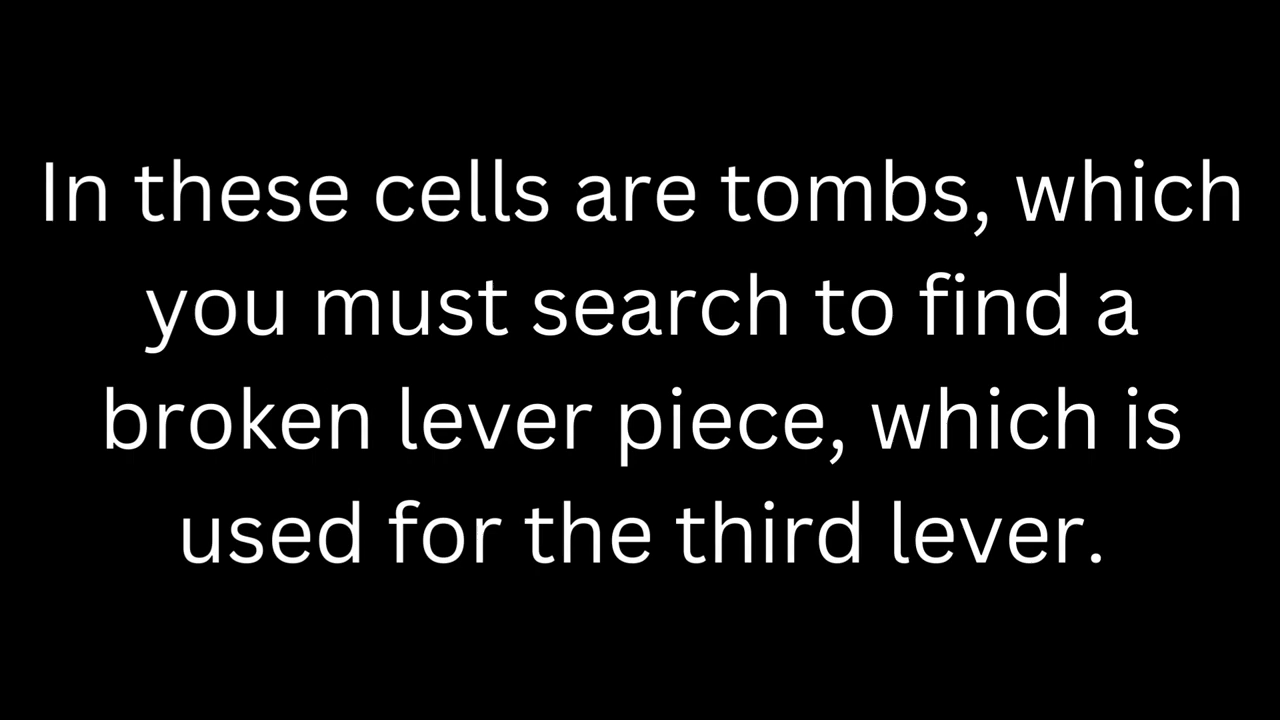 In these cells are tombs, which
you must search to find a
broken lever piece, which is
used for the third lever.